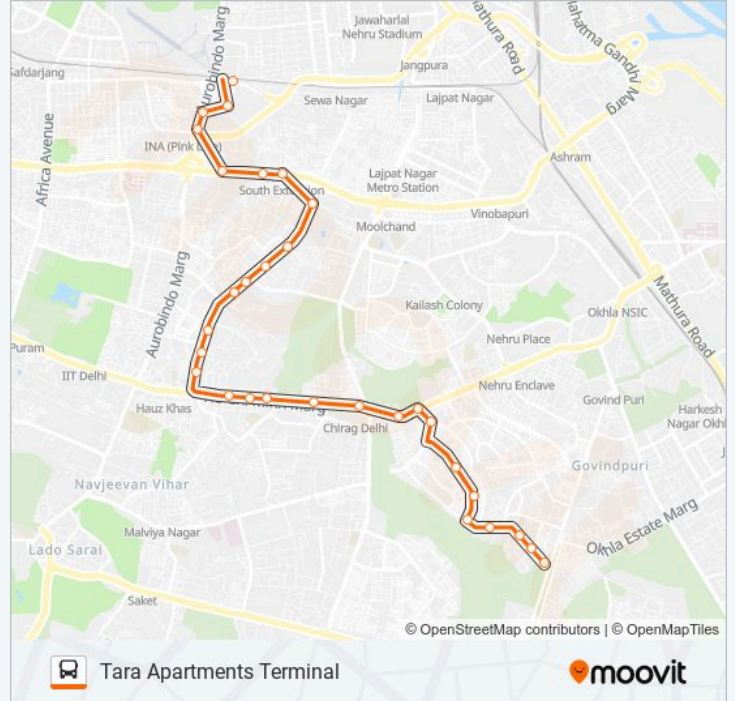 Jawaharlal
Nehru Stadium
Mathura Road
Mahatma Gandhi
Marg
Aurobindo Marg
Safdarjang
Jangpura
Sewa Nagar
Lajpat Nagar
Africa Avenue
INA (Pink
Ashram
Lajpat Nagar
Metro Station
South Extension
Vinobapuri
Moolchand
Aurobindo Marg
Mathura Road
Kailash Colony
Okhla NSIC
Nehru Place
Puram
IIT Delhi
Nehru Enclave
Govind Puri
Hauz Khas
Marg
Harkesh
Nagar Okhl
Chirag Delhi
Govindpuri
Navjeevan Vihar
Malviya Nagar
Okhla Estate Marg
Lado Sarai
Saket
© OpenStreetMap contributors | © OpenMapTiles
Tara Apartments Terminal
moovit